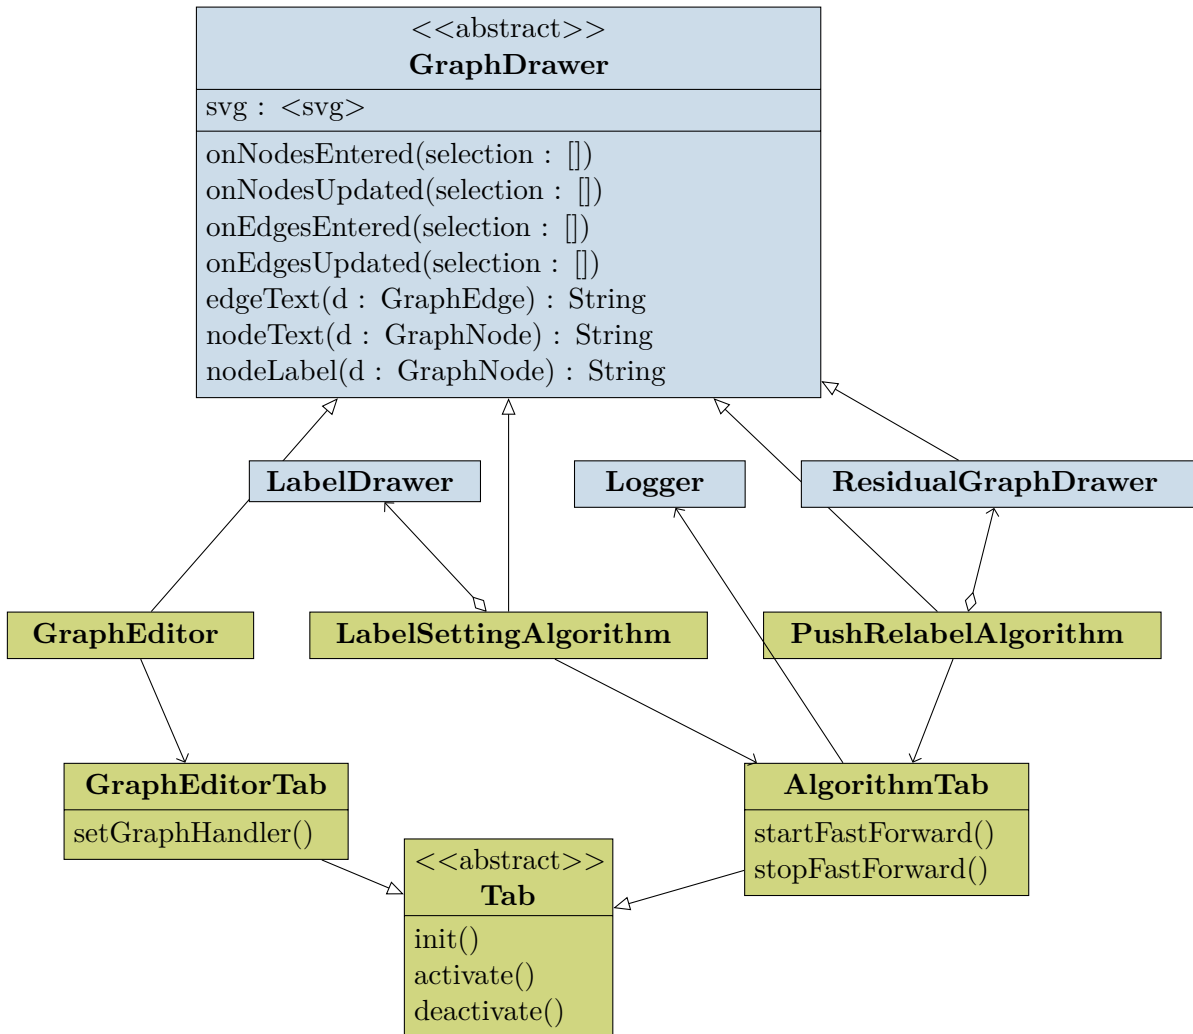 <<abstract>>
GraphDrawer
svg : <svg>
onNodesEntered(selection : [])
onNodesUpdated(selection : [])
onEdgesEntered(selection : [])
onEdgesUpdated(selection : [])
edgeText(d : GraphEdge) : String
nodeText(d : GraphNode) : String
nodeLabel(d : GraphNode) : String
LabelDrawer
Logger
ResidualGraphDrawer
GraphEditor
LabelSettingAlgorithm
PushRelabelAlgorithm
GraphEditorTab
setGraphHandler()
AlgorithmTab
startFastForward()
stopFastForward()
<<abstract>>
Tab
init()
activate()
deactivate()